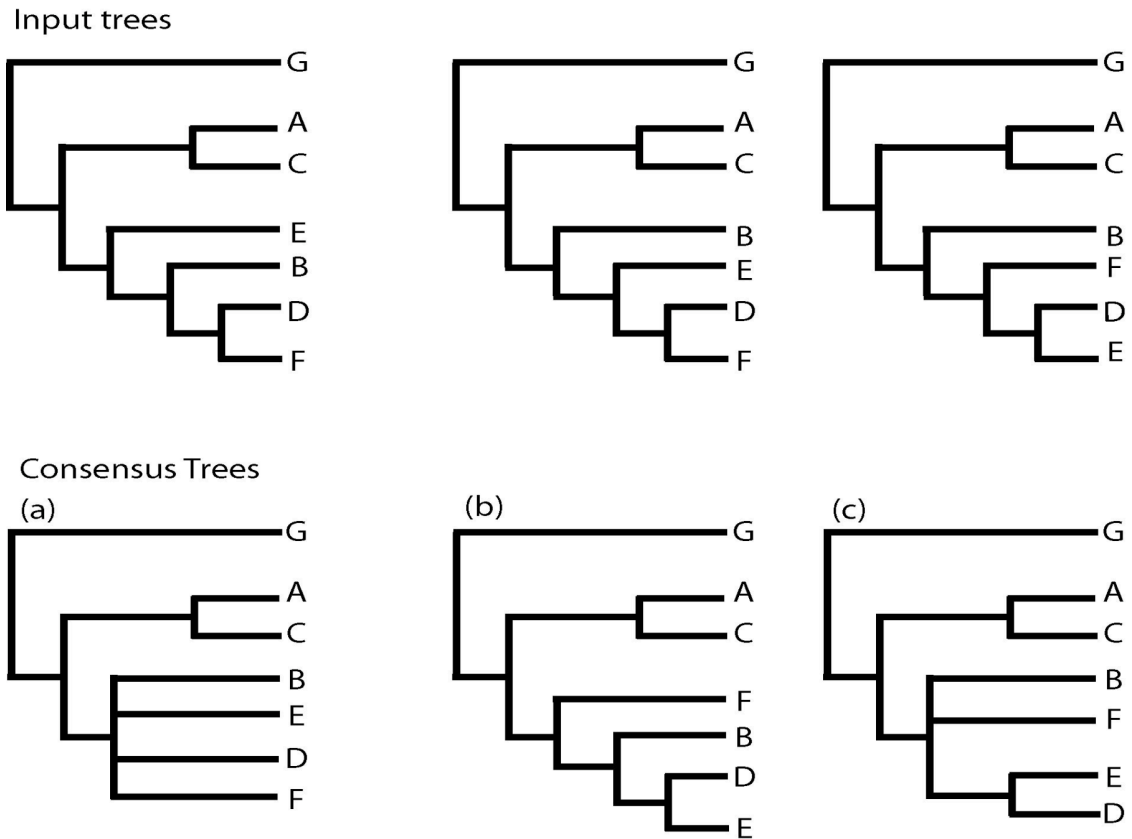 Input trees
G G G
A A A
C C C
E B B
B E F
D D D
F F E
Consensus Trees
(a) (b) (c)
G G G
A A A
C C C
B F B
E B F
D D E
F E D